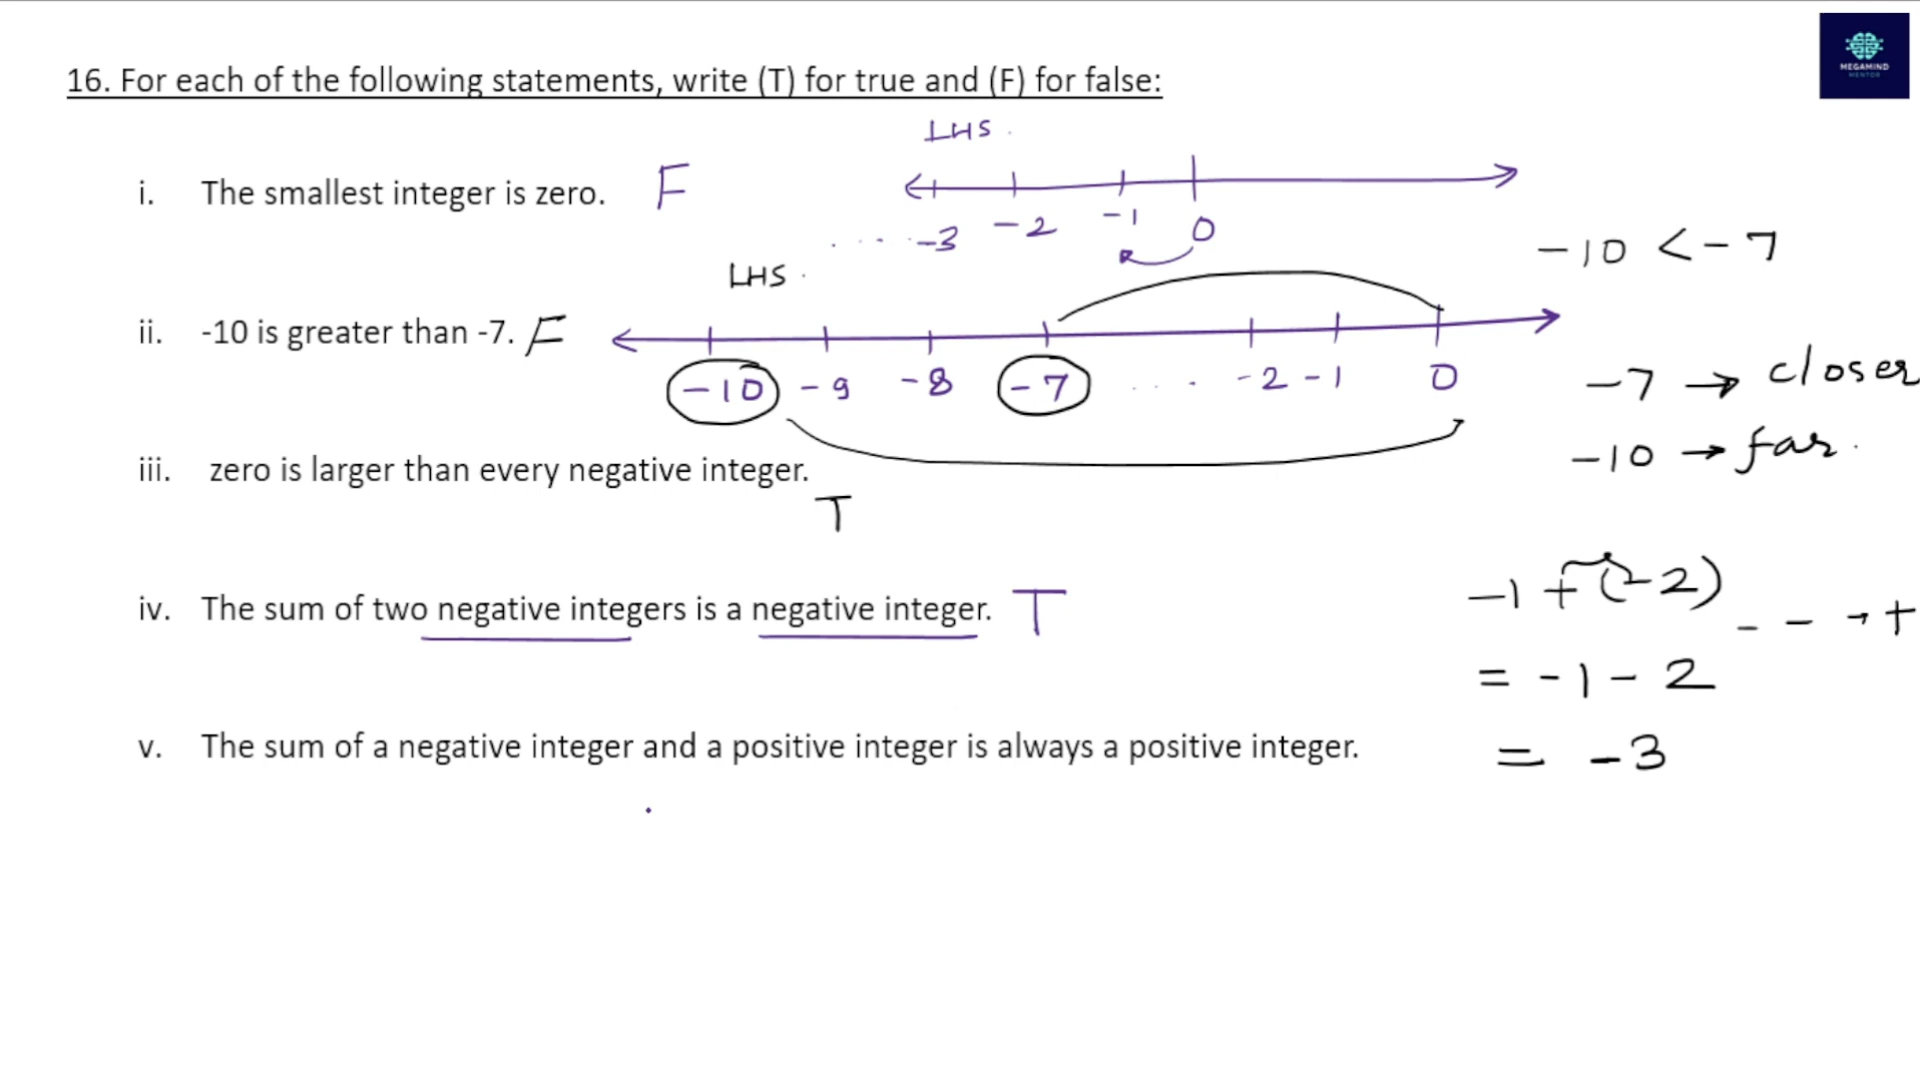 MEGAMIND
MENTOR
16. For each of the following statements, write (T) for true and (F) for false:
LHS.
i. The smallest integer is zero. F
.... -3 -2 -1 0
-10 < -7
LHS.
ii. -10 is greater than -7. F
-10 -9 -8 -7 ... -2 -1 0
-7 → closer
-10 → far.
iii. zero is larger than every negative integer.
T
-1 + (-2)
iv. The sum of two negative integers is a negative integer. T
- - → +
= -1 - 2
v. The sum of a negative integer and a positive integer is always a positive integer.
= -3